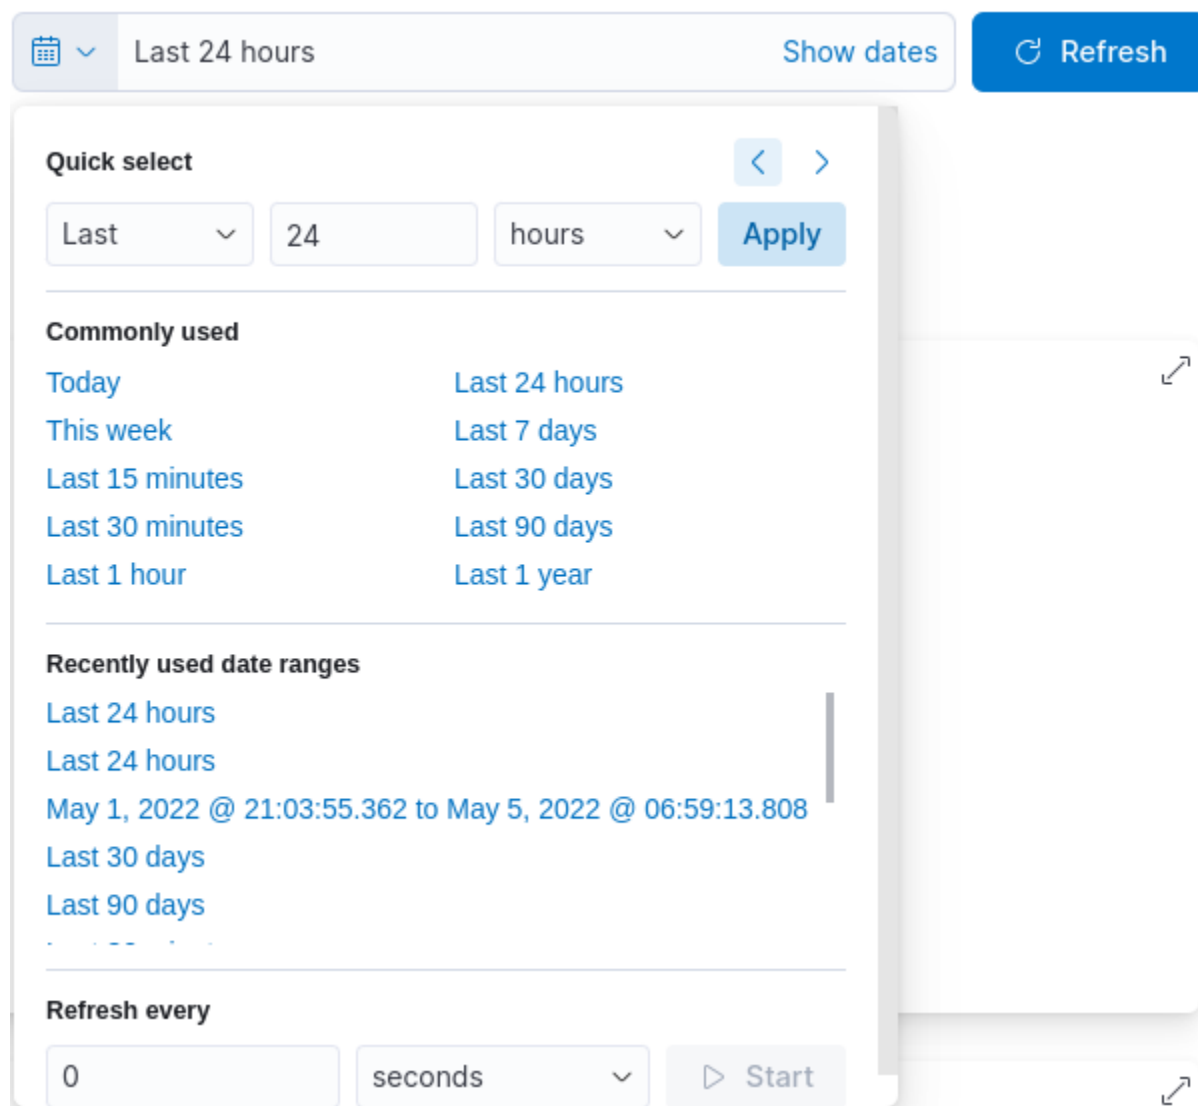 Last 24 hours Show dates Refresh
Quick select
Last 24 hours Apply
Commonly used
Today Last 24 hours
This week Last 7 days
Last 15 minutes Last 30 days
Last 30 minutes Last 90 days
Last 1 hour Last 1 year
Recently used date ranges
Last 24 hours
Last 24 hours
May 1, 2022 @ 21:03:55.362 to May 5, 2022 @ 06:59:13.808
Last 30 days
Last 90 days
Refresh every
0 seconds Start